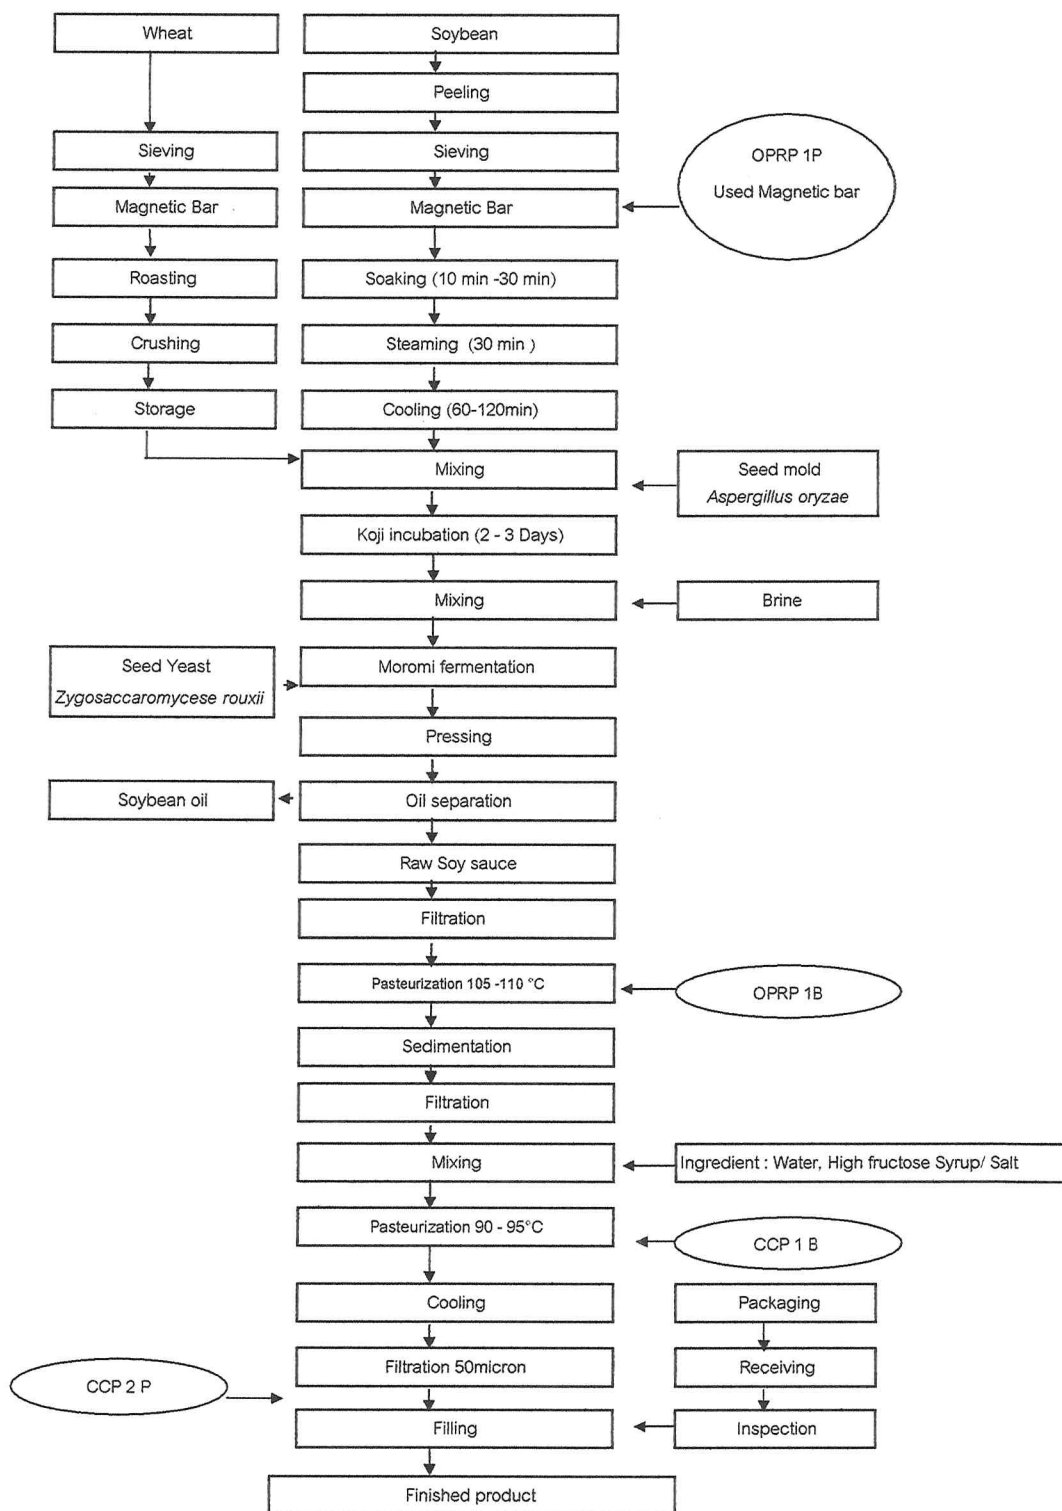 Wheat
Soybean
Peeling
Sieving
Sieving
OPRP 1P
Used Magnetic bar
Magnetic Bar
Magnetic Bar
Roasting
Soaking (10 min -30 min)
Crushing
Steaming (30 min )
Storage
Cooling (60-120min)
Mixing
Seed mold
Aspergillus oryzae
Koji incubation (2 - 3 Days)
Mixing
Brine
Seed Yeast
Zygosaccaromycese rouxii
Moromi fermentation
Pressing
Soybean oil
Oil separation
Raw Soy sauce
Filtration
Pasteurization 105 -110 °C
OPRP 1B
Sedimentation
Filtration
Mixing
Ingredient : Water, High fructose Syrup/ Salt
Pasteurization 90 - 95°C
CCP 1 B
Cooling
Packaging
Filtration 50micron
Receiving
CCP 2 P
Filling
Inspection
Finished product